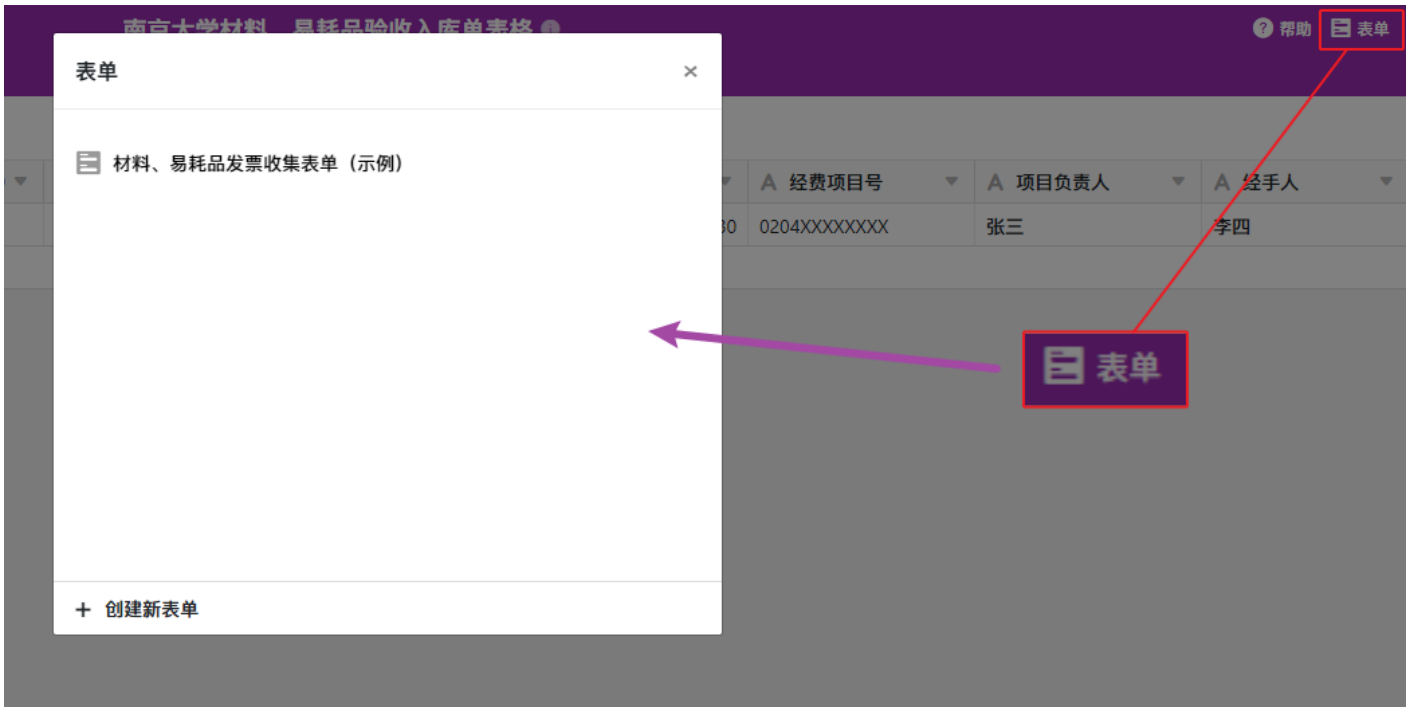 南京大学材料、易耗品验收入库单表格
帮助 表单
表单
材料、易耗品发票收集表单（示例）
经费项目号 项目负责人 经手人
30 0204XXXXXXXX 张三 李四
表单
创建新表单